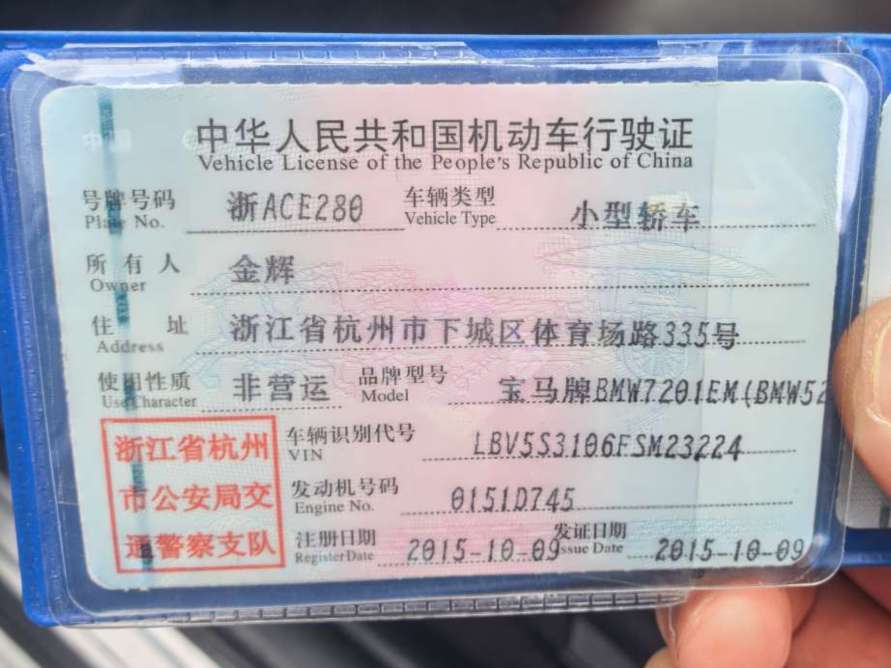 中华人民共和国机动车行驶证
Vehicle License of the People's Republic of China
号牌号码 浙ACE280 车辆类型 小型轿车
Plate No. Vehicle Type
所有人 金辉
Owner
住址 浙江省杭州市下城区体育场路335号
Address
使用性质 非营运 品牌型号 宝马牌BMW7201EM(BMW52
Use Character Model
浙江省杭州
市公安局交
通警察支队
车辆识别代号 LBV5S3106FSM23224
VIN
发动机号码 0151D745
Engine No.
注册日期 2015-10-09 发证日期 2015-10-09
Register Date Issue Date